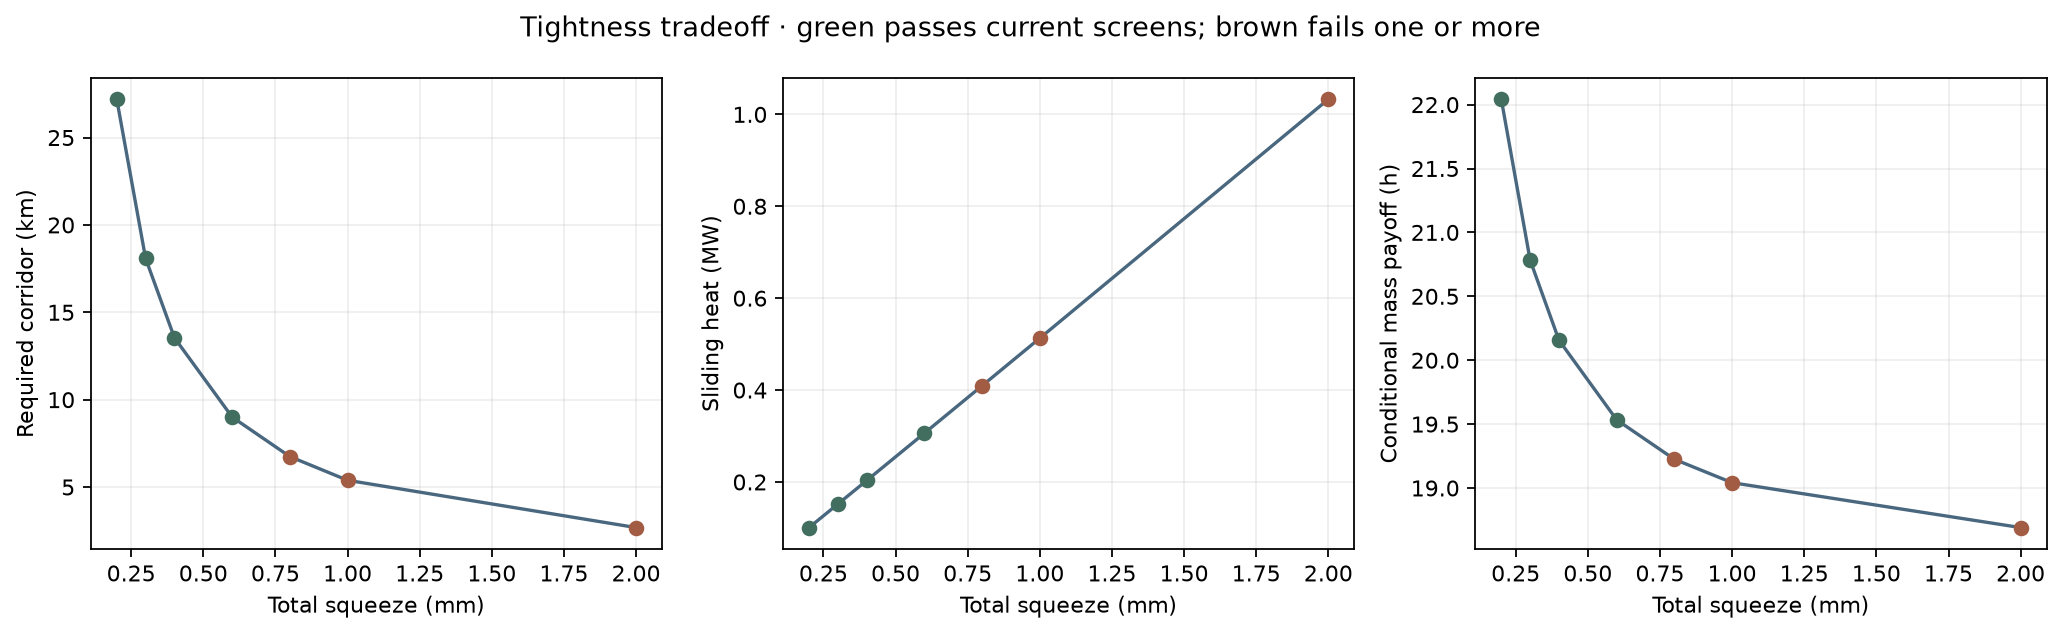 Tightness tradeoff · green passes current screens; brown fails one or more
Required corridor (km)
25
20
15
10
5
0.25 0.50 0.75 1.00 1.25 1.50 1.75 2.00
Total squeeze (mm)
Sliding heat (MW)
1.0
0.8
0.6
0.4
0.2
0.25 0.50 0.75 1.00 1.25 1.50 1.75 2.00
Total squeeze (mm)
Conditional mass payoff (h)
22.0
21.5
21.0
20.5
20.0
19.5
19.0
0.25 0.50 0.75 1.00 1.25 1.50 1.75 2.00
Total squeeze (mm)